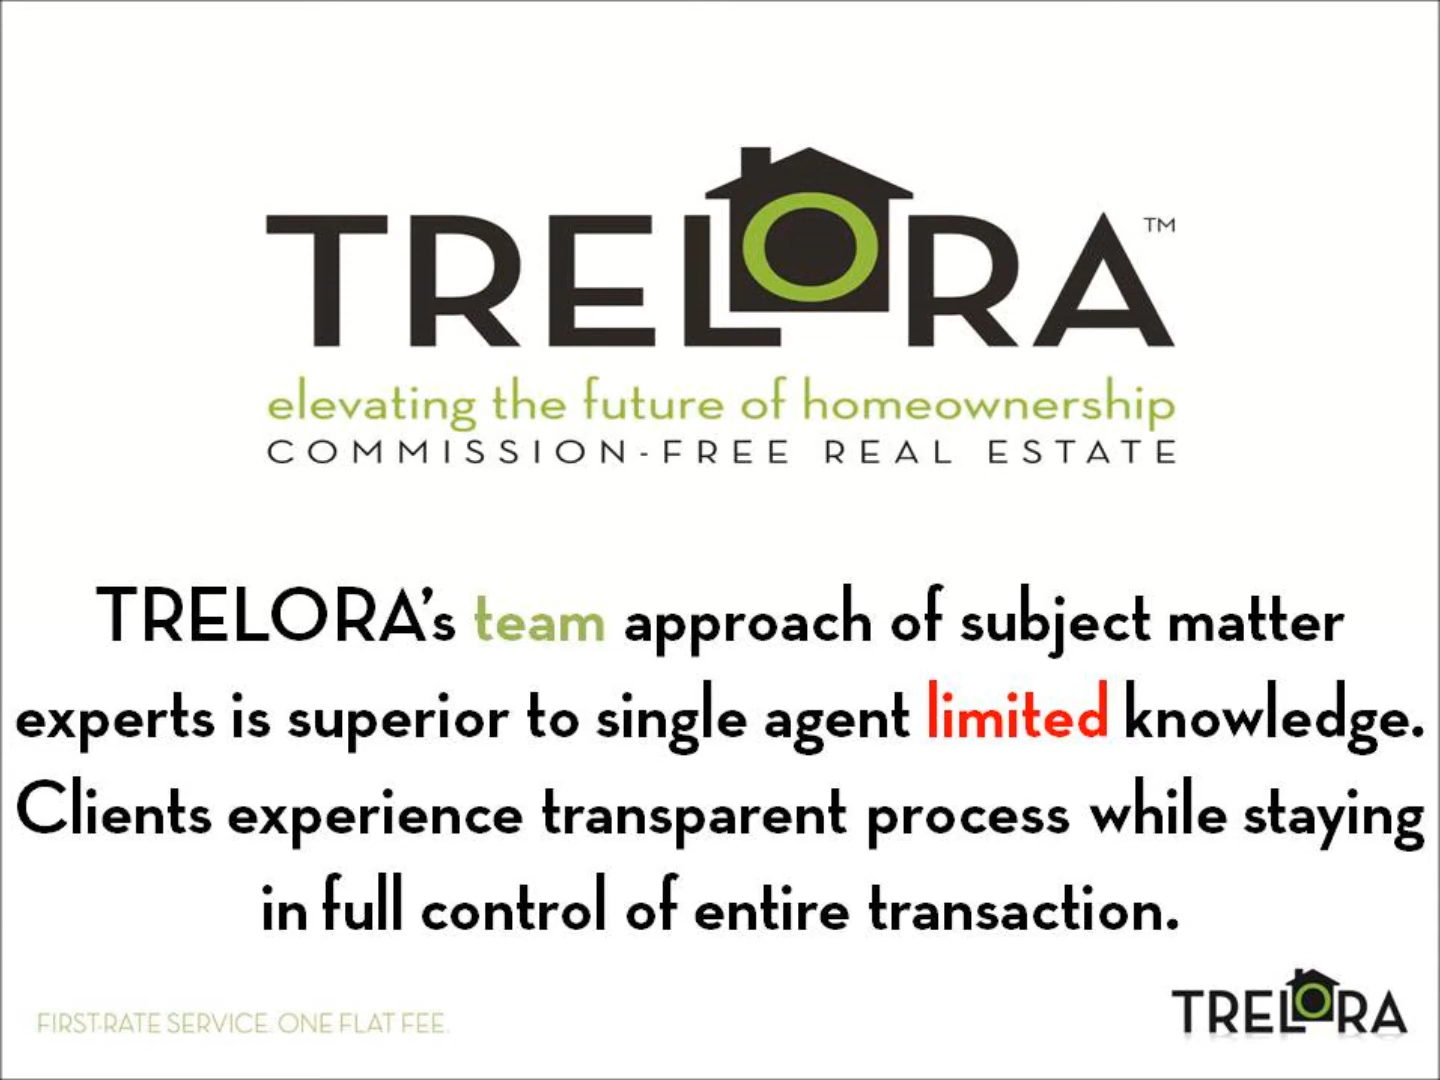 TRELORA™
elevating the future of homeownership
COMMISSION-FREE REAL ESTATE
TRELORA's team approach of subject matter
experts is superior to single agent limited knowledge.
Clients experience transparent process while staying
in full control of entire transaction.
FIRST-RATE SERVICE. ONE FLAT FEE.
TRELORA